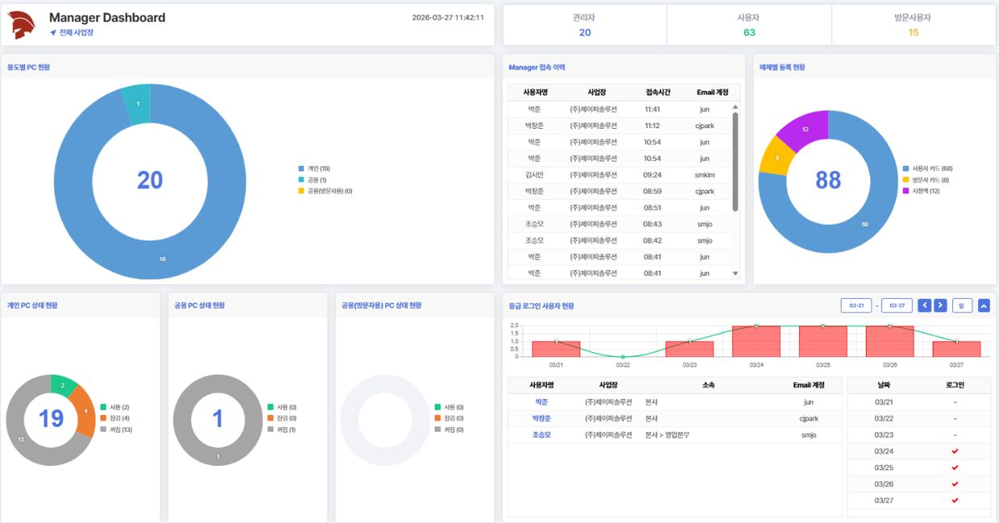 Manager Dashboard
전체 사업장
2026-03-27 11:42:11
관리자
20
사용자
63
방문사용자
15
용도별 PC 현황
1
20
19
개인 (19)
공용 (1)
공용(방문자용) (0)
Manager 접속 이력
사용자명 사업장 접속시간 Email 계정
박준 (주)제이피솔루션 11:41 jun
박창준 (주)제이피솔루션 11:12 cjpark
박준 (주)제이피솔루션 10:54 jun
박준 (주)제이피솔루션 10:54 jun
김시만 (주)제이피솔루션 09:24 smkim
박창준 (주)제이피솔루션 08:59 cjpark
박준 (주)제이피솔루션 08:51 jun
조승모 (주)제이피솔루션 08:43 smjo
조승모 (주)제이피솔루션 08:42 smjo
박준 (주)제이피솔루션 08:41 jun
박준 (주)제이피솔루션 08:41 jun
매체별 등록 현황
12
8
88
68
사용자 카드 (68)
방문자 카드 (8)
지정맥 (12)
개인 PC 상태 현황
2
4
19
13
사용 (2)
잠김 (4)
꺼짐 (13)
공용 PC 상태 현황
1
1
사용 (0)
잠김 (0)
꺼짐 (1)
공용(방문자용) PC 상태 현황
사용 (0)
잠김 (0)
꺼짐 (0)
응급 로그인 사용자 현황
03-21 - 03-27 일
2.0
1.5
1.0
0.5
0
03/21 03/22 03/23 03/24 03/25 03/26 03/27
사용자명 사업장 소속 Email 계정
박준 (주)제이피솔루션 본사 jun
박창준 (주)제이피솔루션 본사 cjpark
조승모 (주)제이피솔루션 본사 > 영업본부 smjo
날짜 로그인
03/21 -
03/22 -
03/23 -
03/24
03/25
03/26
03/27